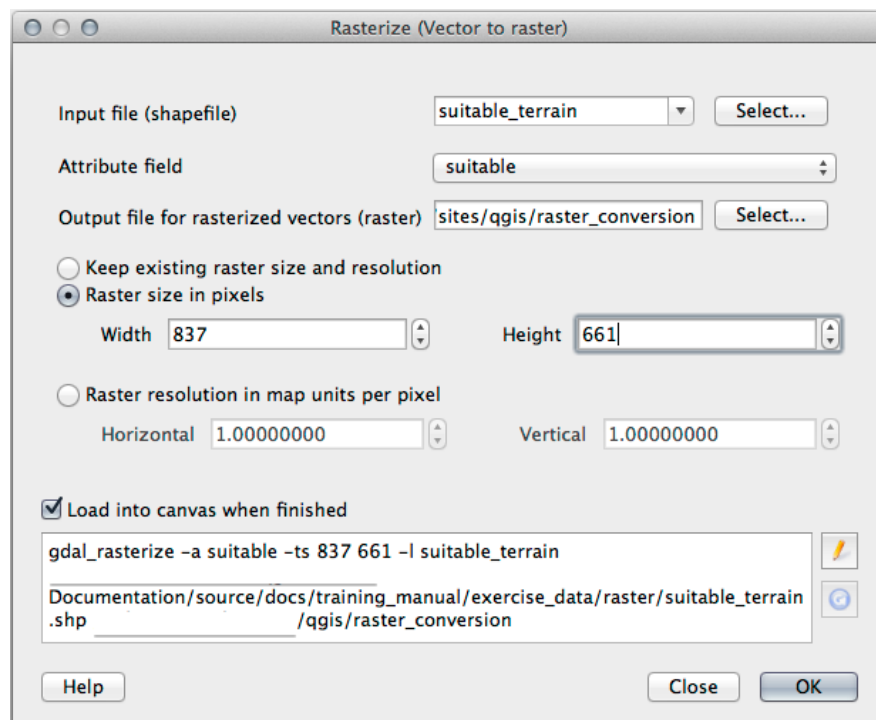 Rasterize (Vector to raster)
Input file (shapefile) suitable_terrain Select...
Attribute field suitable
Output file for rasterized vectors (raster) sites/qgis/raster_conversion Select...
Keep existing raster size and resolution
Raster size in pixels
Width 837 Height 661
Raster resolution in map units per pixel
Horizontal 1.00000000 Vertical 1.00000000
Load into canvas when finished
gdal_rasterize -a suitable -ts 837 661 -l suitable_terrain
Documentation/source/docs/training_manual/exercise_data/raster/suitable_terrain
.shp /qgis/raster_conversion
Help Close OK